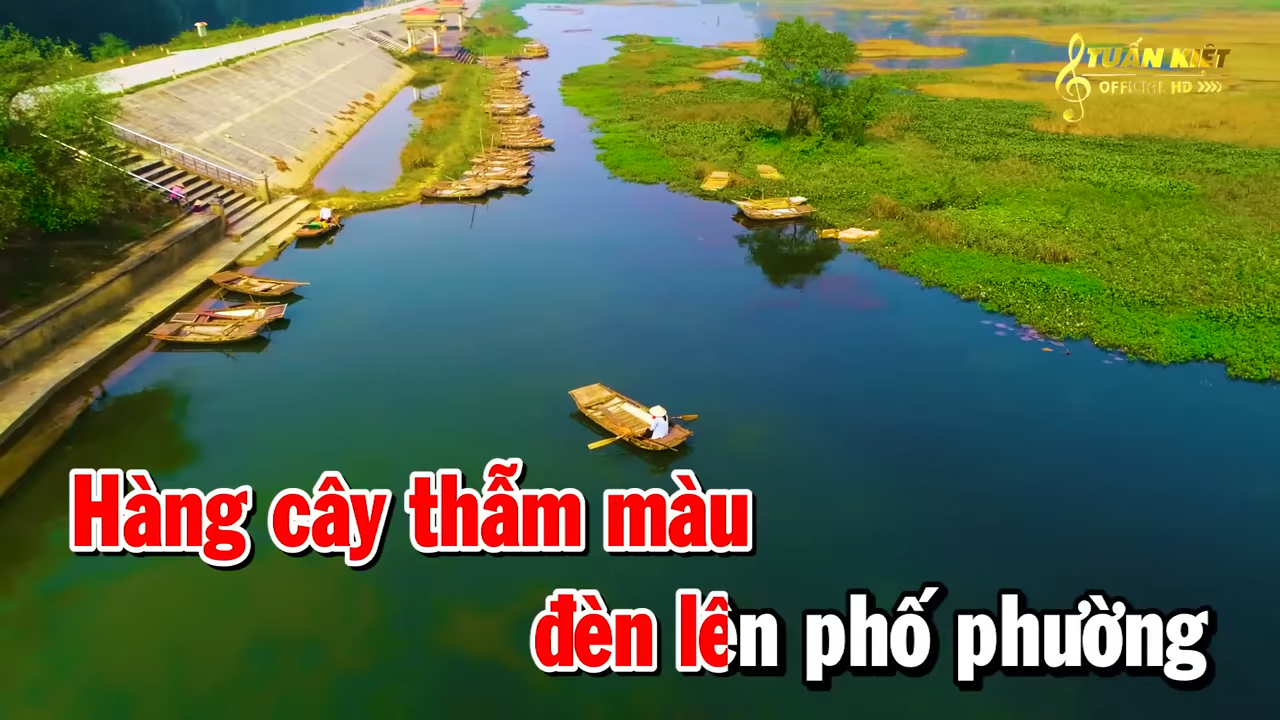 TUẤN KIỆT
OFFICIAL HD
Hàng cây thẫm màu
đèn lên phố phường